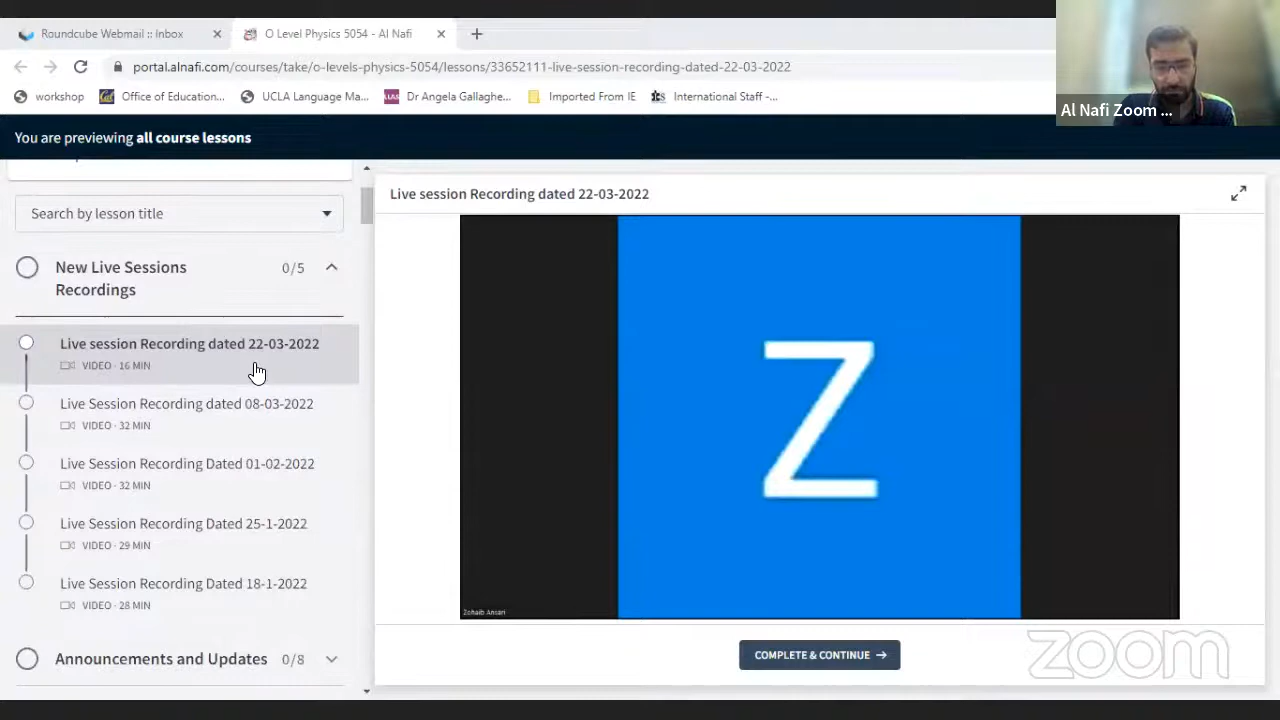 Roundcube Webmail :: Inbox
O Level Physics 5054 - Al Nafi
portal.alnafi.com/courses/take/o-levels-physics-5054/lessons/33652111-live-session-recording-dated-22-03-2022
workshop
Office of Education...
UCLA Language Ma...
Dr Angela Gallaghe...
Imported From IE
International Staff -...
Al Nafi Zoom ...
You are previewing all course lessons
Search by lesson title
New Live Sessions
Recordings
0/5
Live session Recording dated 22-03-2022
VIDEO · 16 MIN
Live Session Recording dated 08-03-2022
VIDEO · 32 MIN
Live Session Recording Dated 01-02-2022
VIDEO · 32 MIN
Live Session Recording Dated 25-1-2022
VIDEO · 29 MIN
Live Session Recording Dated 18-1-2022
VIDEO · 28 MIN
Announcements and Updates 0/8
Live session Recording dated 22-03-2022
Z
Zohaib Ansari
COMPLETE & CONTINUE →
zoom